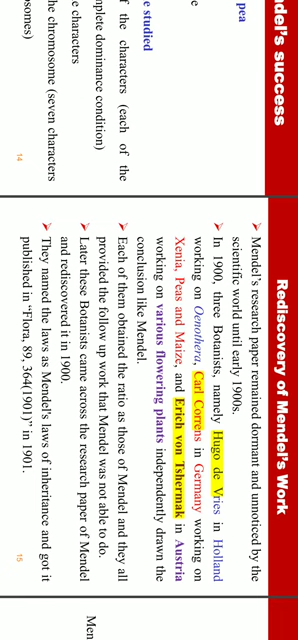 ndel's success
pea
e
e studied
f the characters (each of the
nplete dominance condition)
e characters
he chromosome (seven characters
osomes)
14
Rediscovery of Mendel's Work
➢ Mendel's research paper remained dormant and unnoticed by the
scientific world until early 1900s.
➢ In 1900, three Botanists, namely Hugo de Vries in Holland
working on Oenothera, Carl Correns in Germany working on
Xenia, Peas and Maize, and Erich von Tshermak in Austria
working on various flowering plants independently drawn the
conclusion like Mendel.
➢ Each of them obtained the ratio as those of Mendel and they all
provided the follow up work that Mendel was not able to do.
➢ Later these Botanists came across the research paper of Mendel
and rediscovered it in 1900.
➢ They named the laws as Mendel's laws of inheritance and got it
published in "Flora, 89, 364(1901)" in 1901.
15
Men